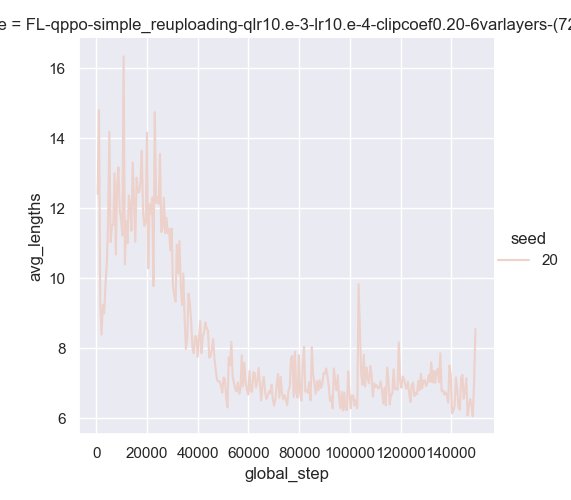 e = FL-qppo-simple_reuploading-qlr10.e-3-lr10.e-4-clipcoef0.20-6varlayers-(72
16
14
12
10
8
6
avg_lengths
seed
20
0 20000 40000 60000 80000 100000 120000 140000
global_step